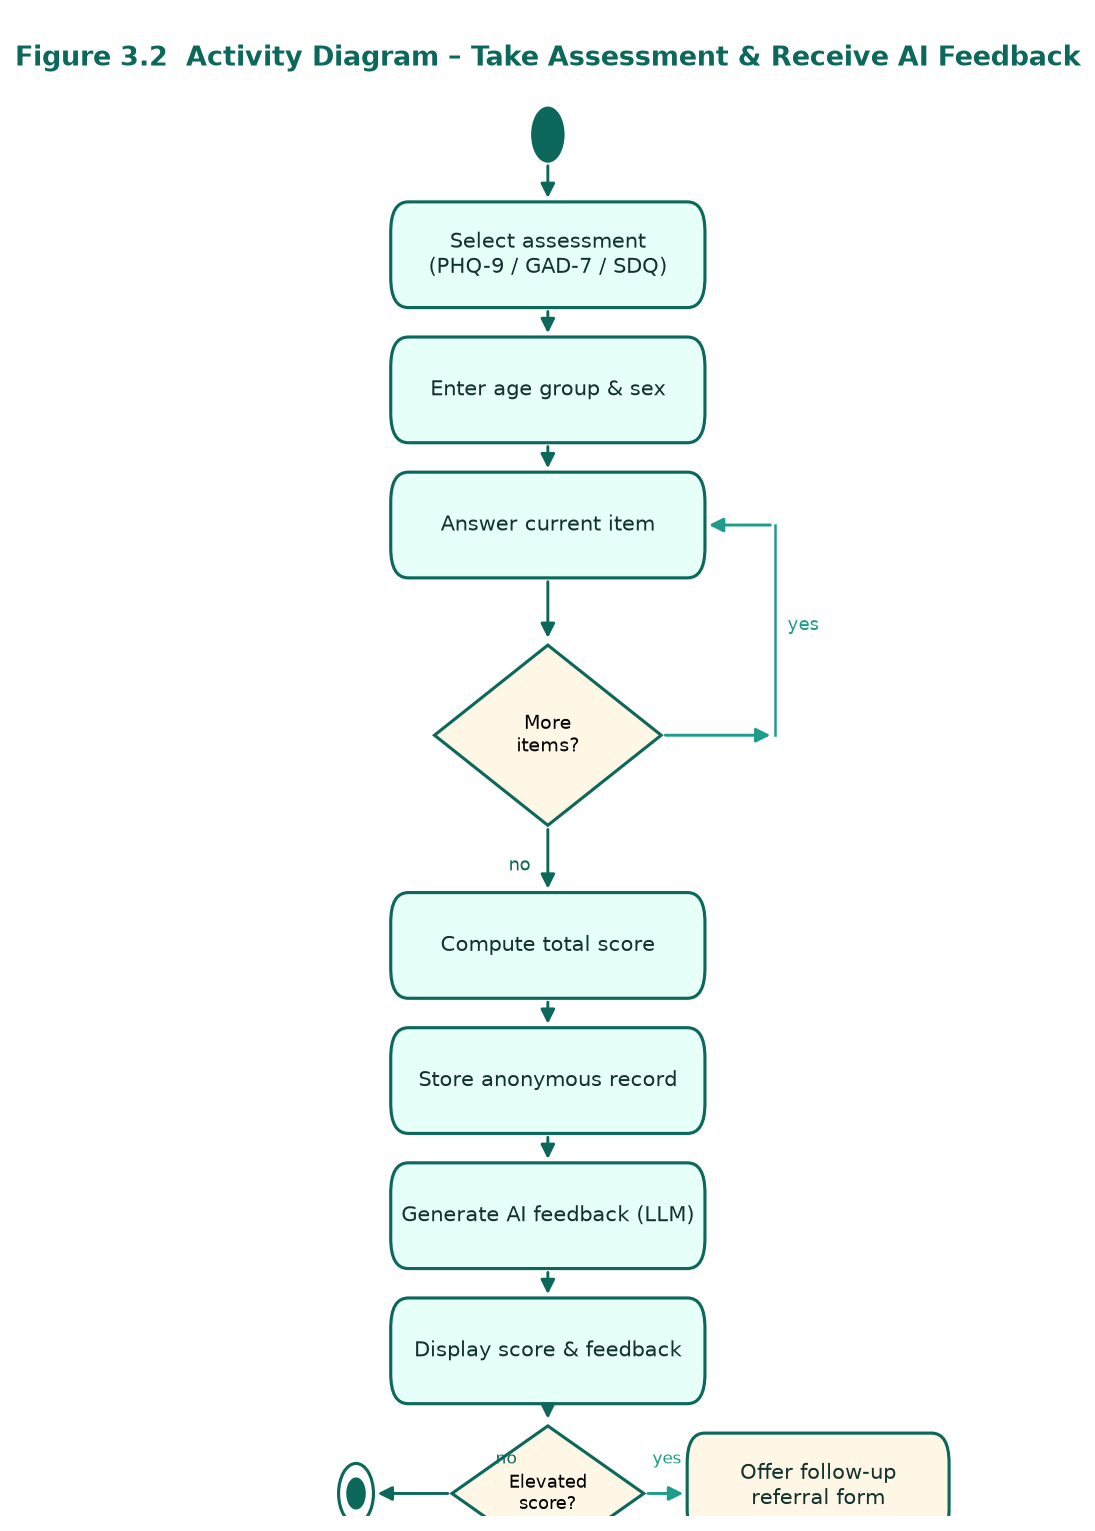 Figure 3.2  Activity Diagram – Take Assessment & Receive AI Feedback
Select assessment
(PHQ-9 / GAD-7 / SDQ)
Enter age group & sex
Answer current item
yes
More
items?
no
Compute total score
Store anonymous record
Generate AI feedback (LLM)
Display score & feedback
no
Elevated
score?
yes
Offer follow-up
referral form